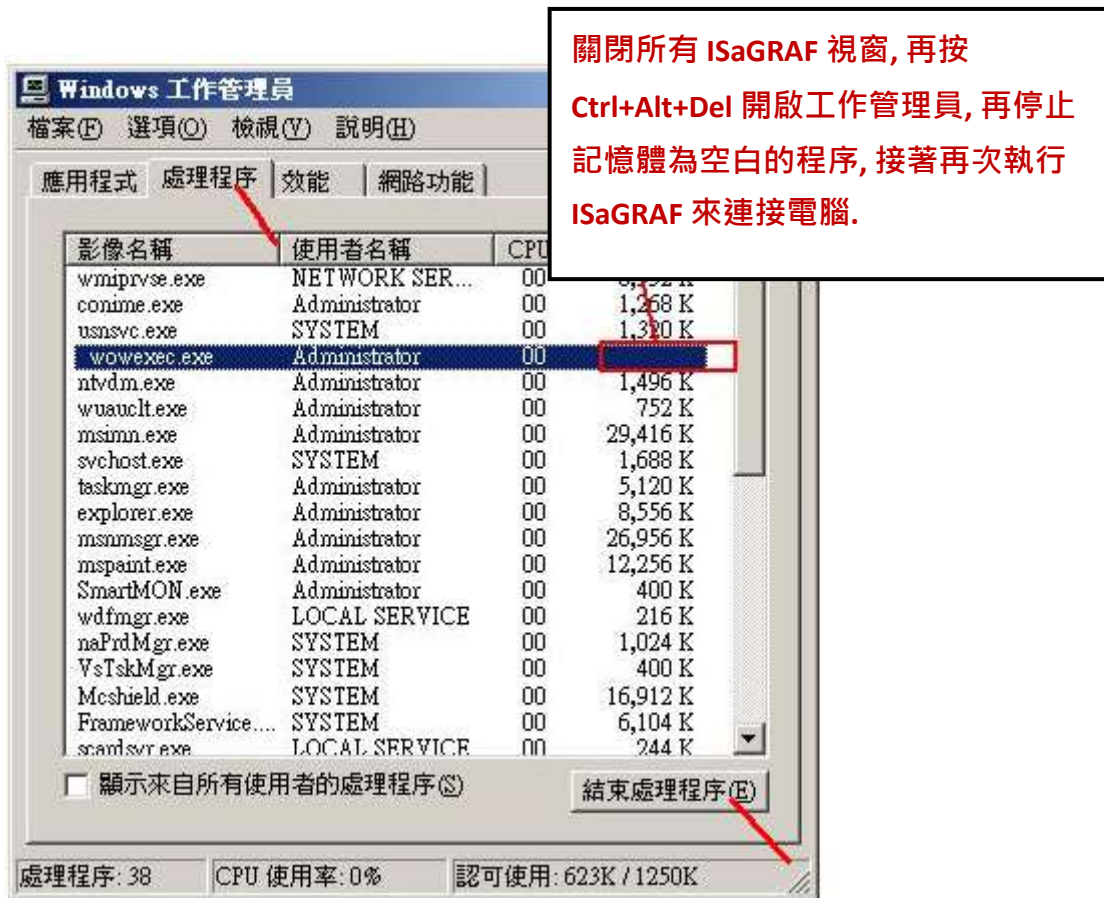 關閉所有 ISaGRAF 視窗, 再按
Ctrl+Alt+Del 開啟工作管理員, 再停止
記憶體為空白的程序, 接著再次執行
ISaGRAF 來連接電腦.
Windows 工作管理員
檔案(F) 選項(O) 檢視(V) 說明(H)
應用程式 處理程序 效能 網路功能
影像名稱 使用者名稱 CPU
wmiprvse.exe NETWORK SER... 00
conime.exe Administrator 00 1,268 K
usnsvc.exe SYSTEM 00 1,320 K
wowexec.exe Administrator 00
ntvdm.exe Administrator 00 1,496 K
wuauclt.exe Administrator 00 752 K
msimn.exe Administrator 00 29,416 K
svchost.exe SYSTEM 00 1,688 K
taskmgr.exe Administrator 00 5,120 K
explorer.exe Administrator 00 8,556 K
msnmsgr.exe Administrator 00 26,956 K
mspaint.exe Administrator 00 12,256 K
SmartMON.exe Administrator 00 400 K
wdfmgr.exe LOCAL SERVICE 00 216 K
naPrdMgr.exe SYSTEM 00 1,024 K
VsTskMgr.exe SYSTEM 00 400 K
Mcshield.exe SYSTEM 00 16,912 K
FrameworkService.... SYSTEM 00 6,104 K
scardsvr.exe LOCAL SERVICE 00 244 K
顯示來自所有使用者的處理程序(S) 結束處理程序(E)
處理程序: 38 CPU 使用率: 0% 認可使用: 623K / 1250K